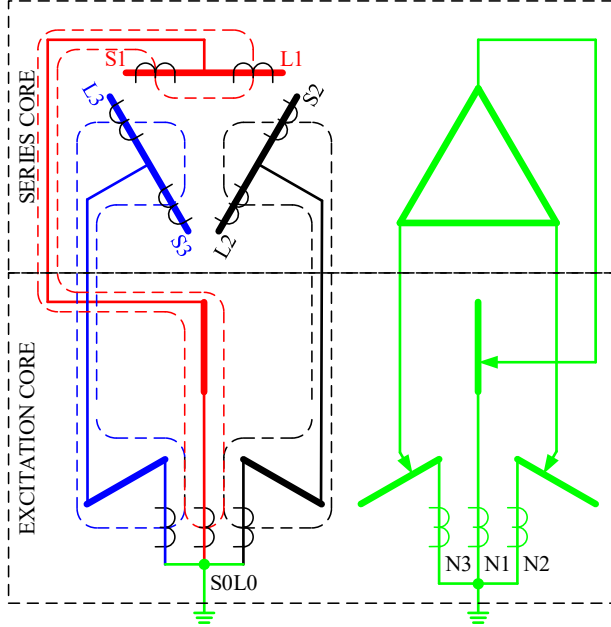 S1
L1
L3
S2
SERIES CORE
S3
L2
EXCITATION CORE
N3
N1
N2
S0L0